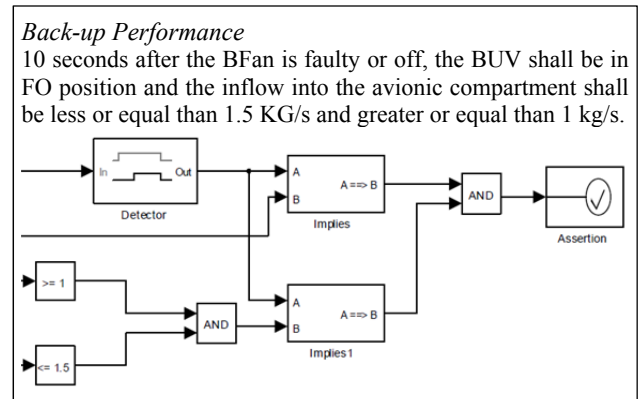 Back-up Performance
10 seconds after the BFan is faulty or off, the BUV shall be in
FO position and the inflow into the avionic compartment shall
be less or equal than 1.5 KG/s and greater or equal than 1 kg/s.
In
Out
Detector
A
B
A ==> B
Implies
AND
Assertion
>= 1
<= 1.5
AND
A
B
A ==> B
Implies1